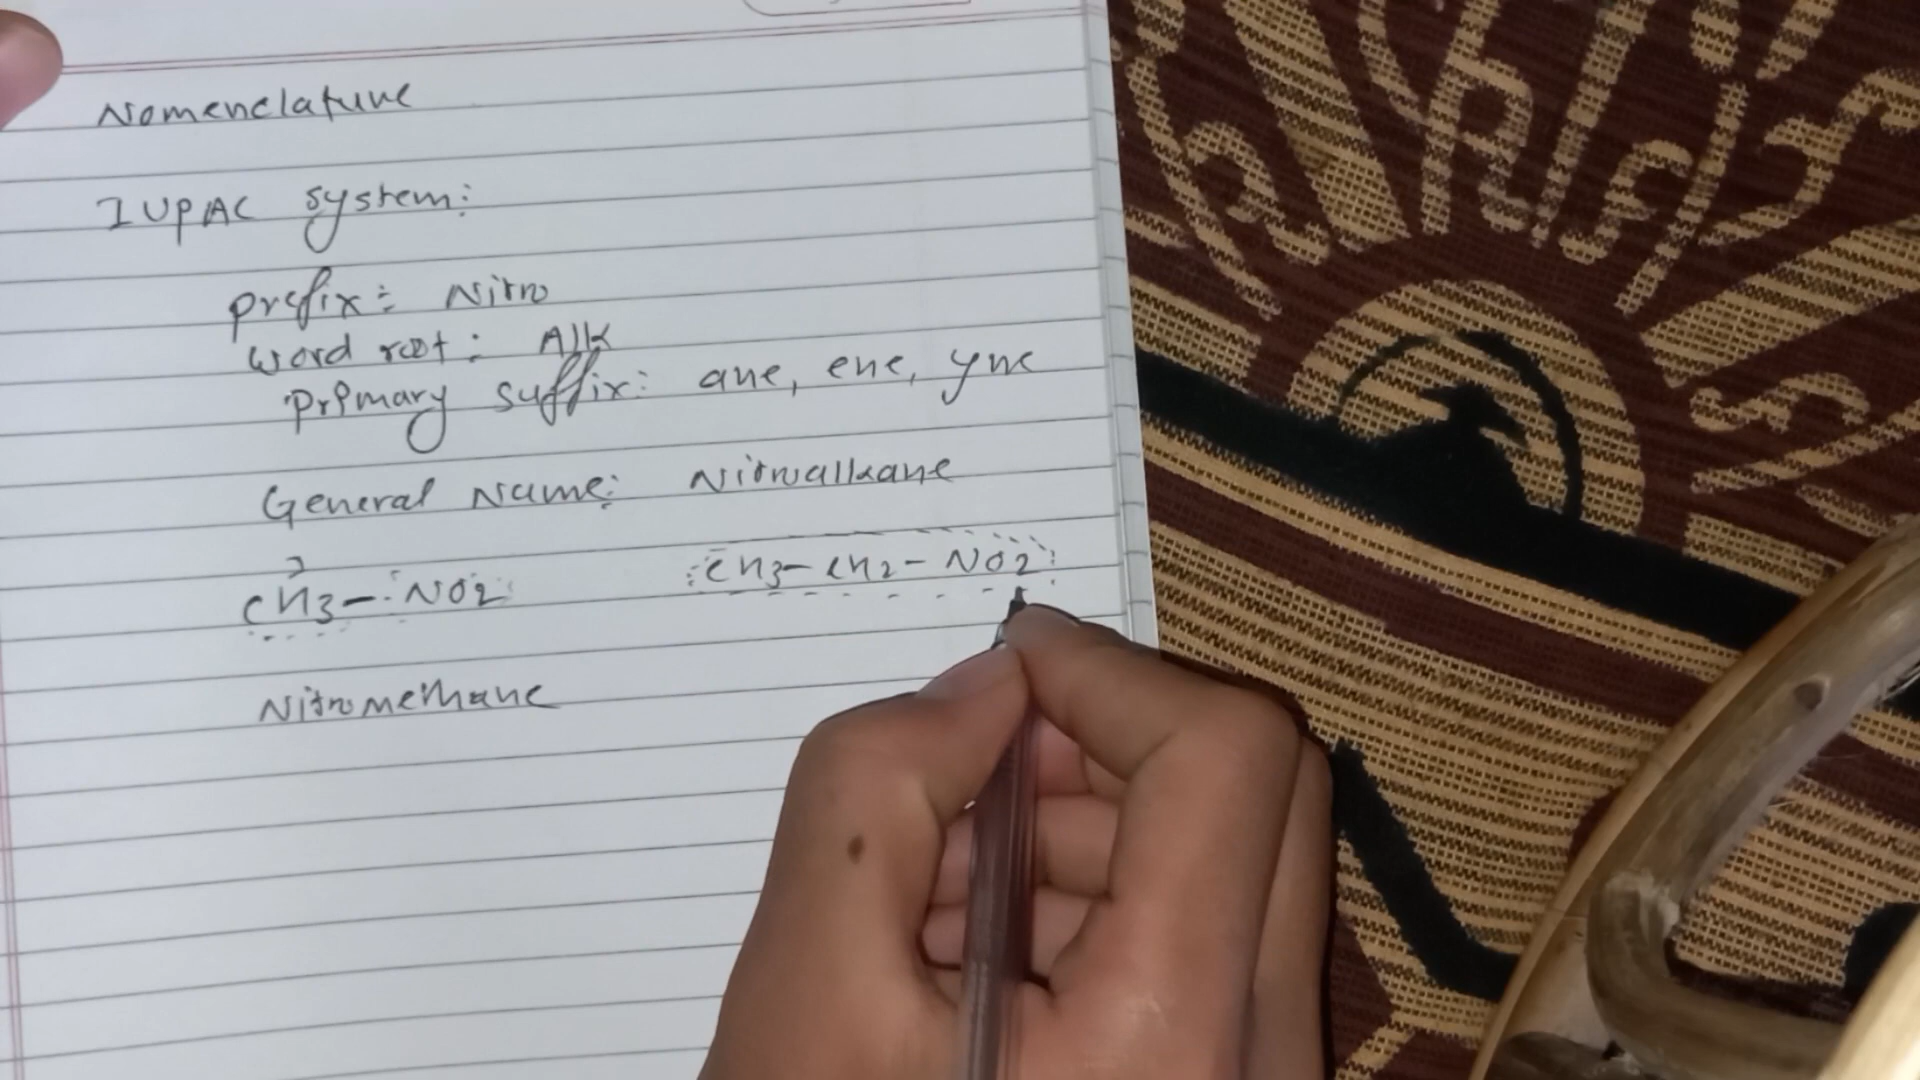 Nomenclature
IUPAC system:
prefix: Nitro
word root: Alk
Primary suffix: ane, ene, yne
General Name: Nitroalkane
CH3 - NO2 CH3 - CH2 - NO2
Nitromethane